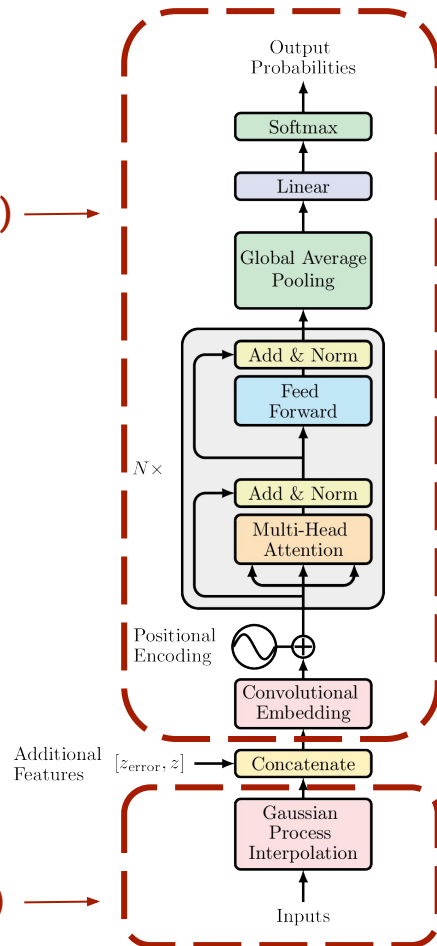 Output
Probabilities
Softmax
)
Linear
Global Average
Pooling
Add & Norm
Feed
Forward
N×
Add & Norm
Multi-Head
Attention
Positional
Encoding
Convolutional
Embedding
Additional
Features
[z_error, z]
Concatenate
Gaussian
Process
Interpolation
)
Inputs